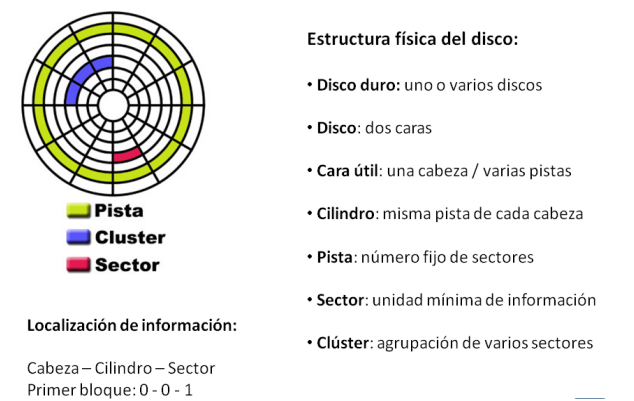 Pista
Cluster
Sector
Localización de información:
Cabeza – Cilindro – Sector
Primer bloque: 0 - 0 - 1
Estructura física del disco:
• Disco duro: uno o varios discos
• Disco: dos caras
• Cara útil: una cabeza / varias pistas
• Cilindro: misma pista de cada cabeza
• Pista: número fijo de sectores
• Sector: unidad mínima de información
• Clúster: agrupación de varios sectores